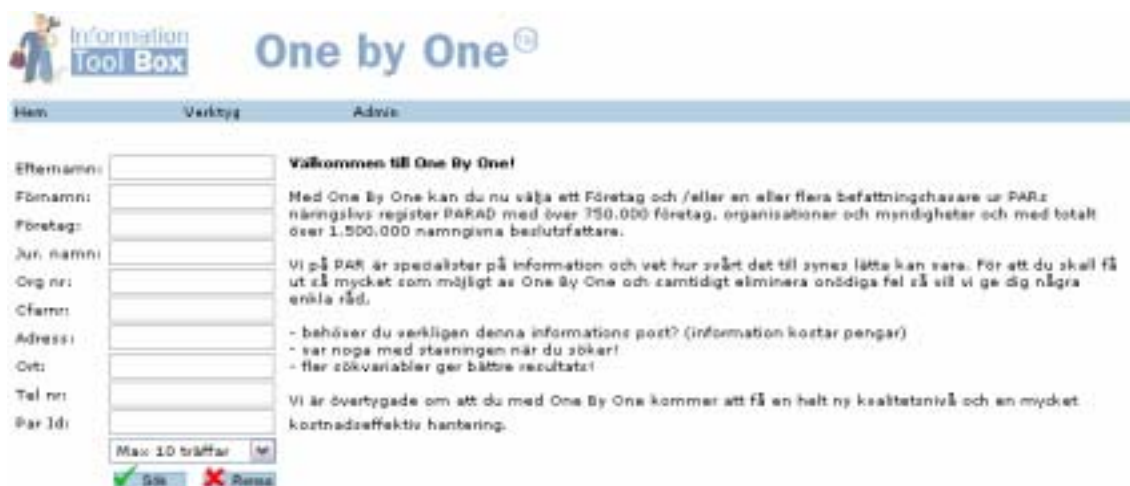 Information
Tool Box
One by One
Hem Verktyg Admin
Efternamn:
Förnamn:
Företag:
Jur. namn:
Org nr:
Cfarnr:
Adress:
Ort:
Tel nr:
Par Id:
Max 10 träffar
Sök Rensa
Välkommen till One By One!
Med One By One kan du nu välja ett Företag och /eller en eller flera befattningshavare ur PARs
näringslivs register PARAD med över 750.000 företag, organisationer och myndigheter och med totalt
över 1.500.000 namngivna beslutsfattare.
Vi på PAR är specialister på information och vet hur svårt det till synes lätta kan vara. För att du skall få
ut så mycket som möjligt av One By One och samtidigt eliminera onödiga fel så vill vi ge dig några
enkla råd.
- behöver du verkligen denna informations post? (information kostar pengar)
- var noga med stavningen när du söker!
- fler sökvariabler ger bättre resultats!
Vi är övertygade om att du med One By One kommer att få en helt ny kvalitetsnivå och en mycket
kostnadseffektiv hantering.